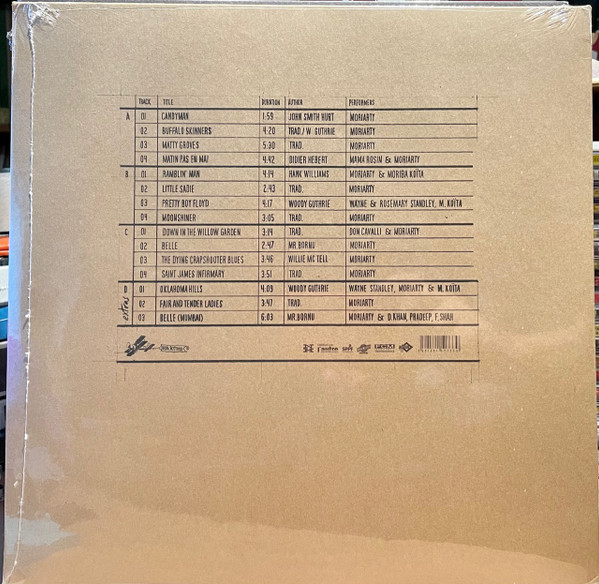 TRACK TITLE DURATION AUTHOR PERFORMERS
A 01 CANDYMAN 1:59 JOHN SMITH HURT MORIARTY
02 BUFFALO SKINNERS 4:20 TRAD./W. GUTHRIE MORIARTY
03 MATTY GROVES 5:30 TRAD. MORIARTY
04 MATIN PAS EN MAI 4:42 DIDIER HEBERT MAMA ROSIN & MORIARTY
B 01 RAMBLIN' MAN 4:14 HANK WILLIAMS MORIARTY & MORIBA KOÏTA
02 LITTLE SADIE 2:43 TRAD. MORIARTY
03 PRETTY BOY FLOYD 4:17 WOODY GUTHRIE WAYNE & ROSEMARY STANDLEY, M. KOÏTA
04 MOONSHINER 3:05 TRAD. MORIARTY
C 01 DOWN IN THE WILLOW GARDEN 3:14 TRAD. DON CAVALLI & MORIARTY
02 BELLE 2:47 MR. BORNU MORIARTY
03 THE DYING CRAPSHOOTER BLUES 3:46 WILLIE MC TELL MORIARTY
04 SAINT JAMES INFIRMARY 3:51 TRAD. MORIARTY
extras D 01 OKLAHOMA HILLS 4:09 WOODY GUTHRIE WAYNE STANDLEY, MORIARTY & M. KOÏTA
02 FAIR AND TENDER LADIES 3:47 TRAD. MORIARTY
03 BELLE (MUMBAI) 6:03 MR. BORNU MORIARTY & D. KHAN, PRADEEP, F. SHAH